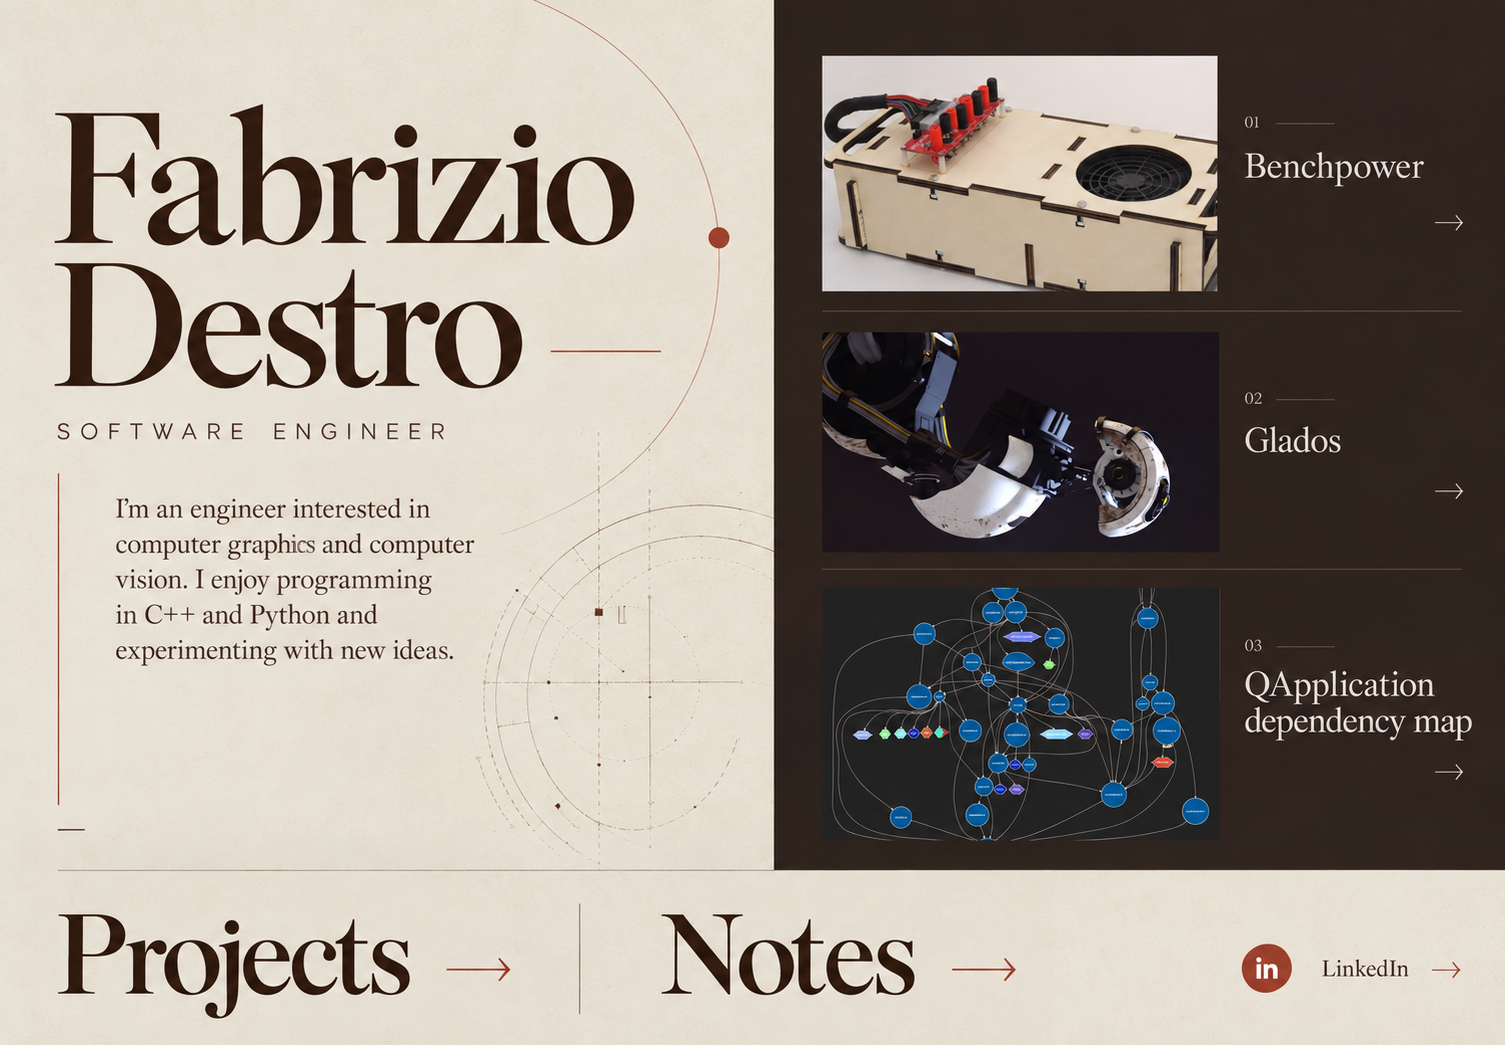 Fabrizio
Destro
SOFTWARE ENGINEER
I'm an engineer interested in
computer graphics and computer
vision. I enjoy programming
in C++ and Python and
experimenting with new ideas.
01
Benchpower
02
Glados
03
QApplication
dependency map
Projects
Notes
in
LinkedIn